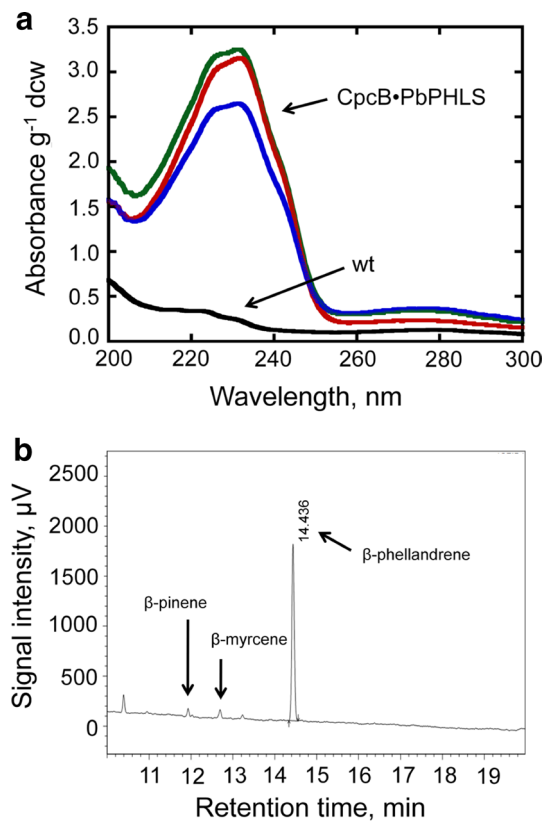 a
3.5
3.0
2.5
2.0
1.5
1.0
0.5
0.0
Absorbance g⁻¹ dcw
CpcB•PbPHLS
wt
200 220 240 260 280 300
Wavelength, nm
b
2500
2000
1500
1000
500
0
Signal intensity, µV
14.436
β-phellandrene
β-pinene
β-myrcene
11 12 13 14 15 16 17 18 19
Retention time, min